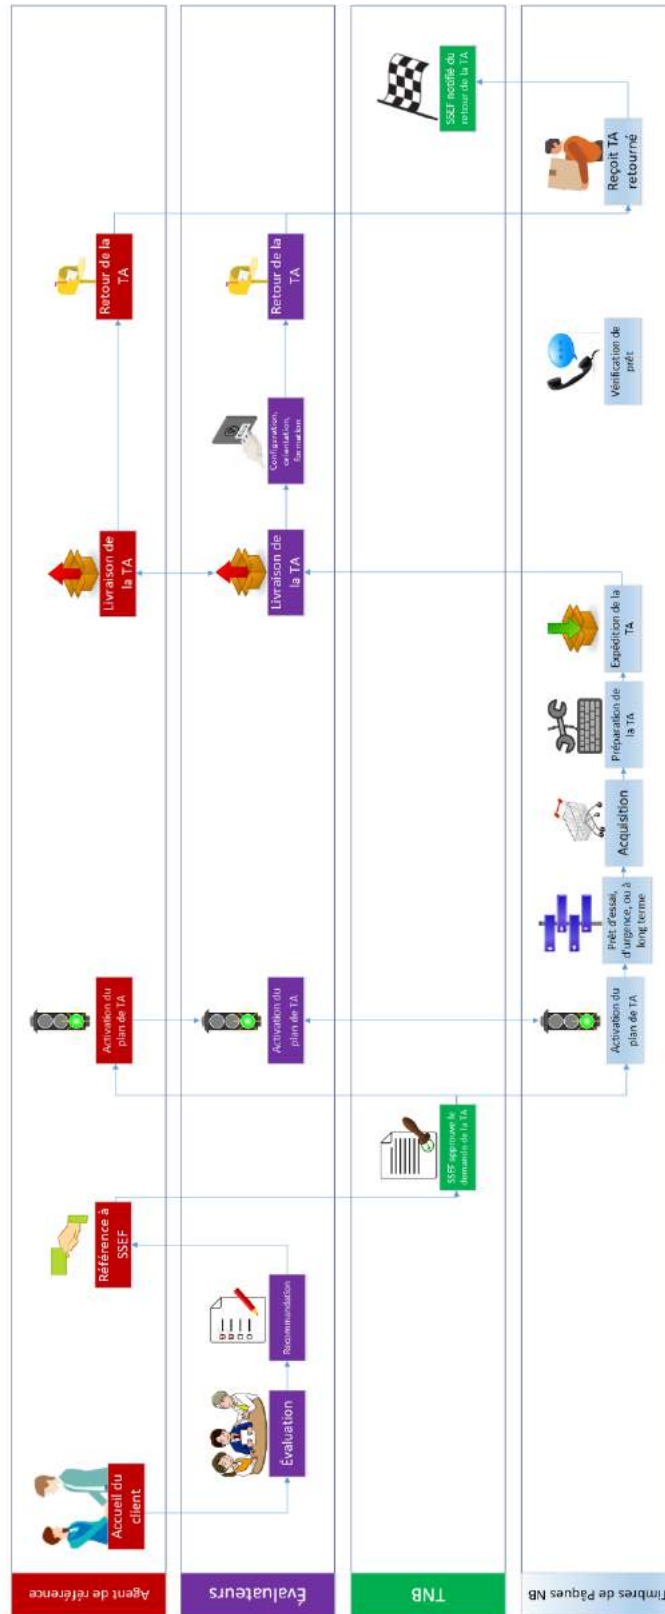 Agent de référence
Accueil du
client
Référence à
SSEF
Activation du
plan de TA
Livraison de
la TA
Retour de la
TA
Évaluateurs
Évaluation
Recommandation
Activation du
plan de TA
Livraison de
la TA
Configuration,
orientation,
formation
Retour de la
TA
TNB
SSEF approuve le
demande de la TA
SSEF notifié du
retour de la TA
Timbres de Pâques NB
Activation du
plan de TA
Prêt d'essai,
d'urgence, ou à
long terme
Acquisition
Préparation de
la TA
Expédition de la
TA
Vérification de
prêt
Reçoit TA
retourné